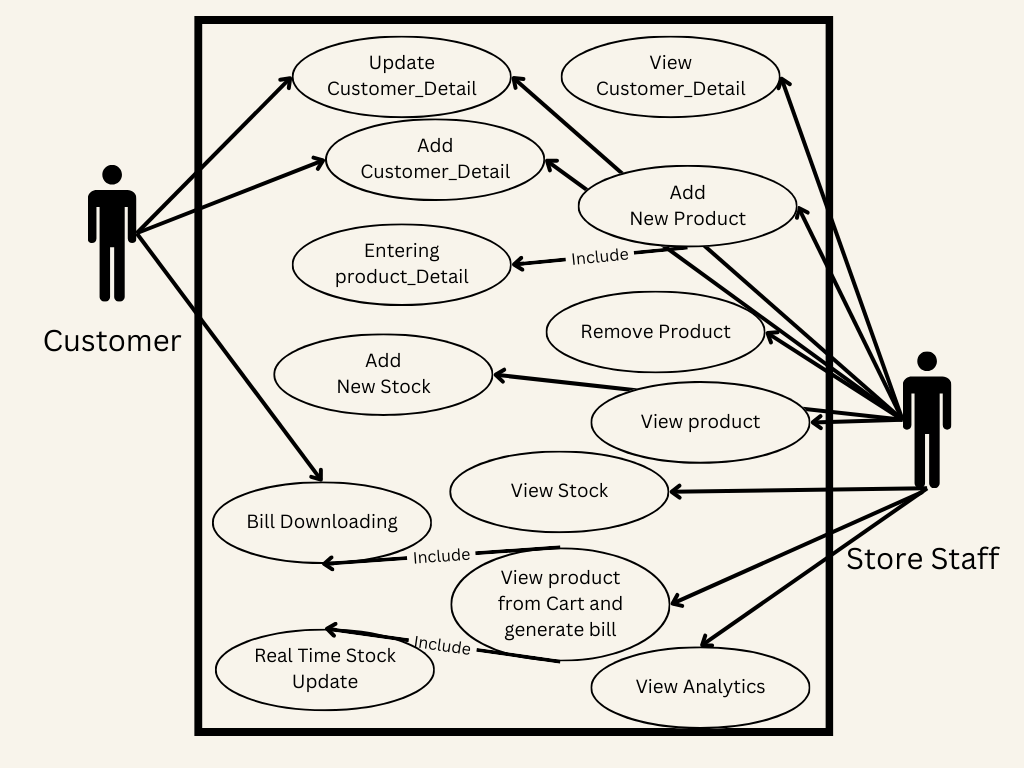 Update
Customer_Detail
View
Customer_Detail
Add
Customer_Detail
Add
New Product
Entering
product_Detail
Include
Remove Product
Customer
Add
New Stock
View product
View Stock
Bill Downloading
Include
Store Staff
View product
from Cart and
generate bill
Include
Real Time Stock
Update
View Analytics